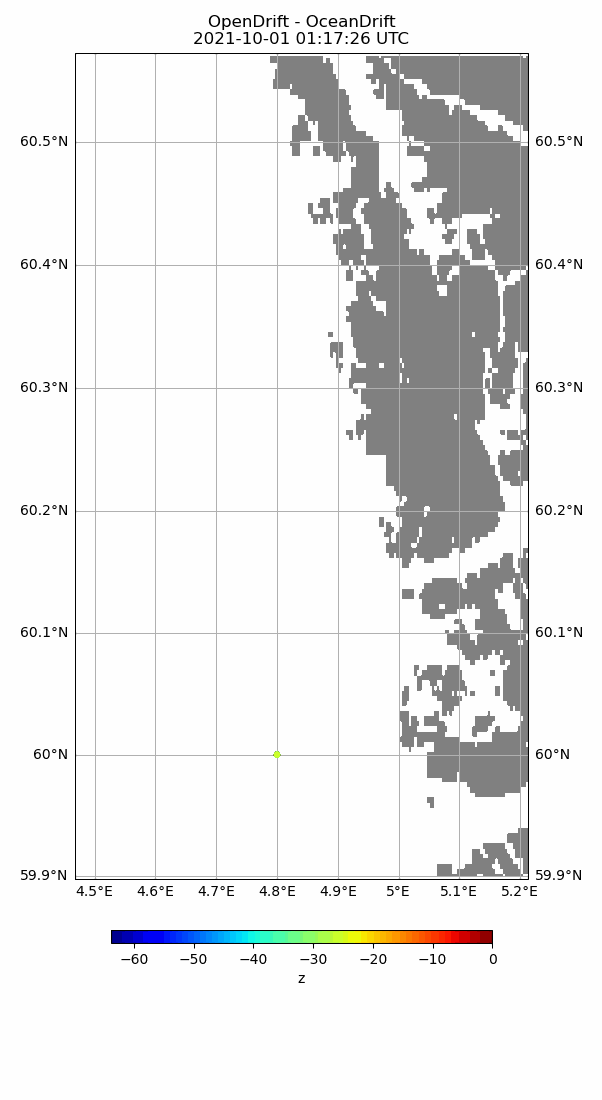 OpenDrift - OceanDrift
2021-10-01 01:17:26 UTC
60.5°N 60.5°N
60.4°N 60.4°N
60.3°N 60.3°N
60.2°N 60.2°N
60.1°N 60.1°N
60°N 60°N
59.9°N 59.9°N
4.5°E 4.6°E 4.7°E 4.8°E 4.9°E 5°E 5.1°E 5.2°E
−60 −50 −40 −30 −20 −10 0
z